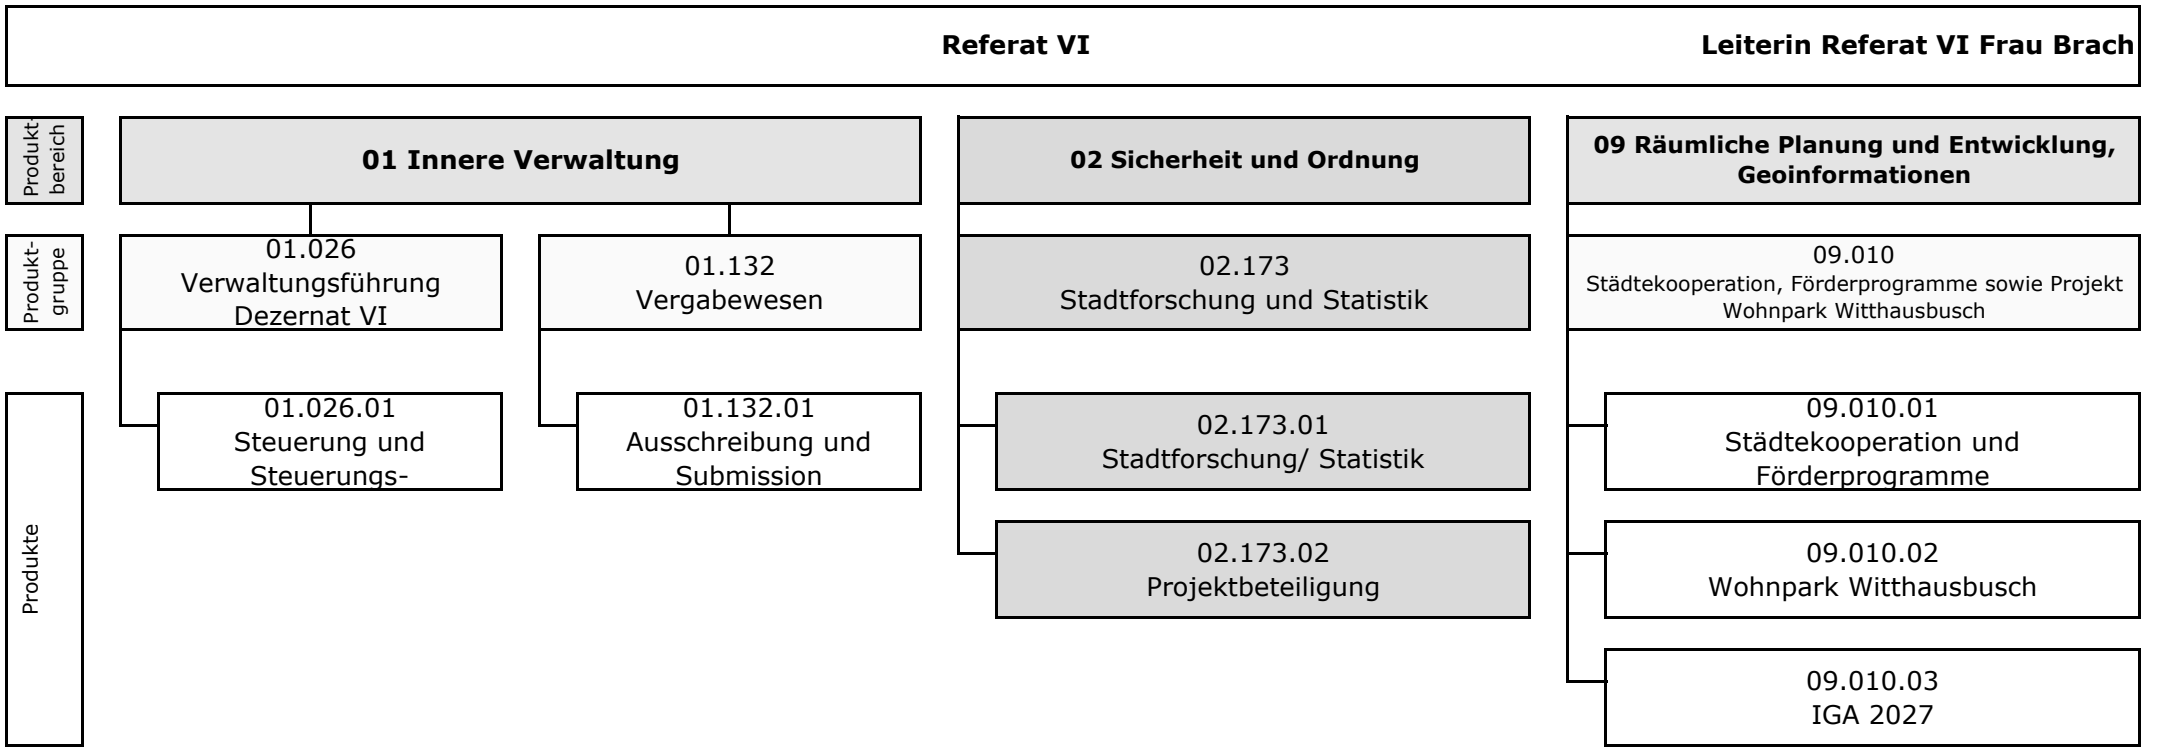 Referat VI
Leiterin Referat VI Frau Brach
Produkt-
bereich
01 Innere Verwaltung
02 Sicherheit und Ordnung
09 Räumliche Planung und Entwicklung,
Geoinformationen
Produkt-
gruppe
01.026
Verwaltungsführung
Dezernat VI
01.132
Vergabewesen
02.173
Stadtforschung und Statistik
09.010
Städtekooperation, Förderprogramme sowie Projekt
Wohnpark Witthausbusch
Produkte
01.026.01
Steuerung und
Steuerungs-
01.132.01
Ausschreibung und
Submission
02.173.01
Stadtforschung/ Statistik
02.173.02
Projektbeteiligung
09.010.01
Städtekooperation und
Förderprogramme
09.010.02
Wohnpark Witthausbusch
09.010.03
IGA 2027